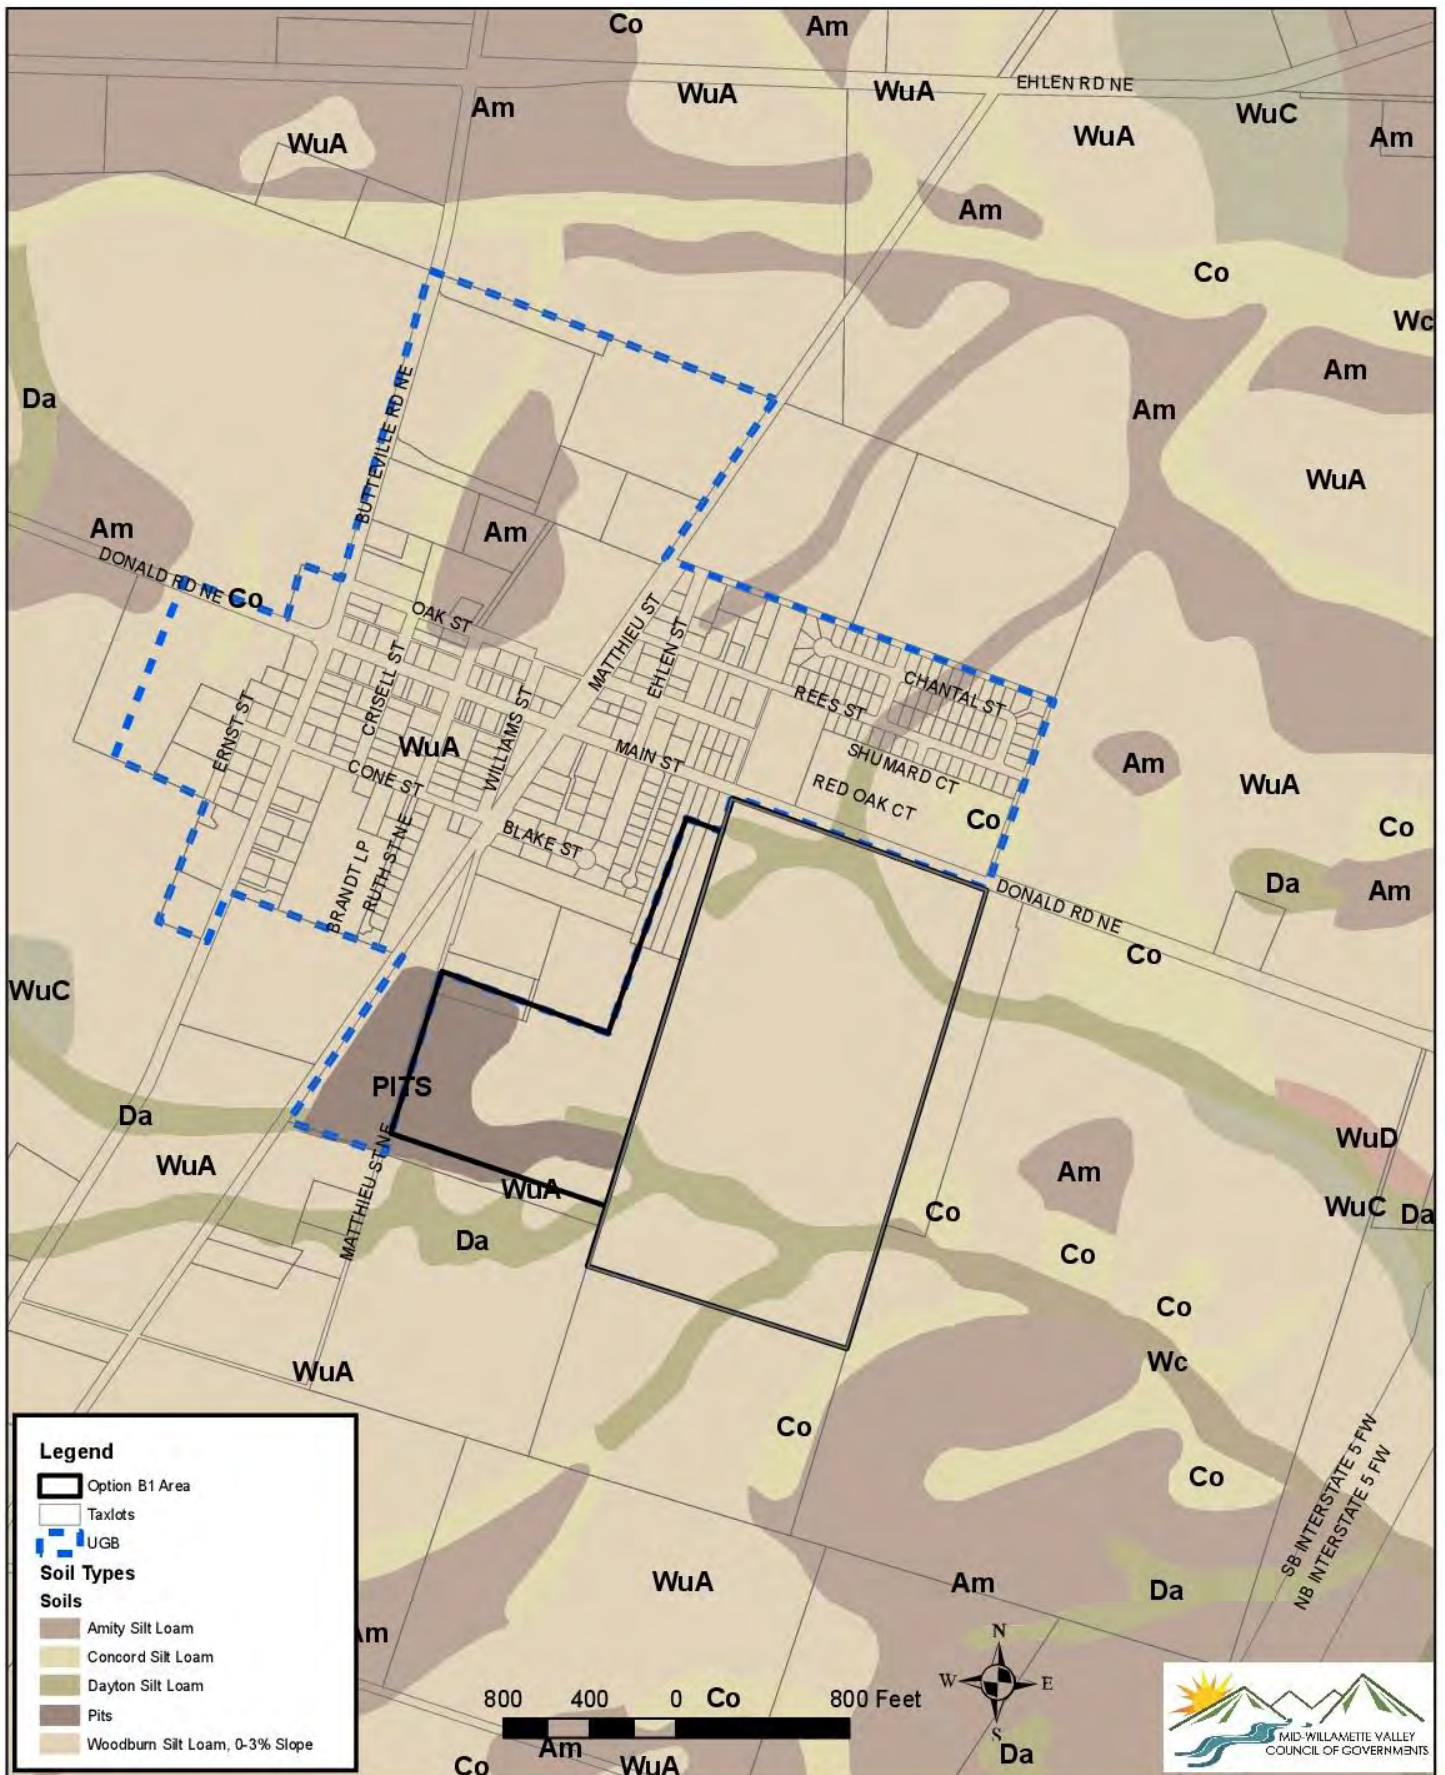 Co
Am
EHLEN RD NE
WuA
WuA
Am
WuC
WuA
Am
WuA
Am
Co
Wc
Am
Da
BUTTEVILLE RD NE
Am
WuA
Am
Am
DONALD RD NE
Co
OAK ST
MATTHIEU ST
EHLEN ST
CHANTAL ST
REES ST
CRISELL ST
ERNST ST
WILLIAMS ST
WuA
MAIN ST
SHUMARD CT
Am
CONE ST
RED OAK CT
WuA
Co
Co
BLAKE ST
BRANDT LP
RUTH ST NE
Da
Am
DONALD RD NE
Co
WuC
PITS
Da
WuD
WuA
MATTHIEU ST NE
WuA
Am
WuC
Da
Co
Da
Co
Co
Wc
WuA
Co
SB INTERSTATE 5 FW
NB INTERSTATE 5 FW
Co
WuA
Am
Da
Am
Legend
Option B1 Area
Taxlots
UGB
Soil Types
Soils
Amity Silt Loam
Concord Silt Loam
Dayton Silt Loam
Pits
Woodburn Silt Loam, 0-3% Slope
N
W E
S
800 400 0 Co 800 Feet
Am
Co
WuA
Da
MID-WILLAMETTE VALLEY
COUNCIL OF GOVERNMENTS